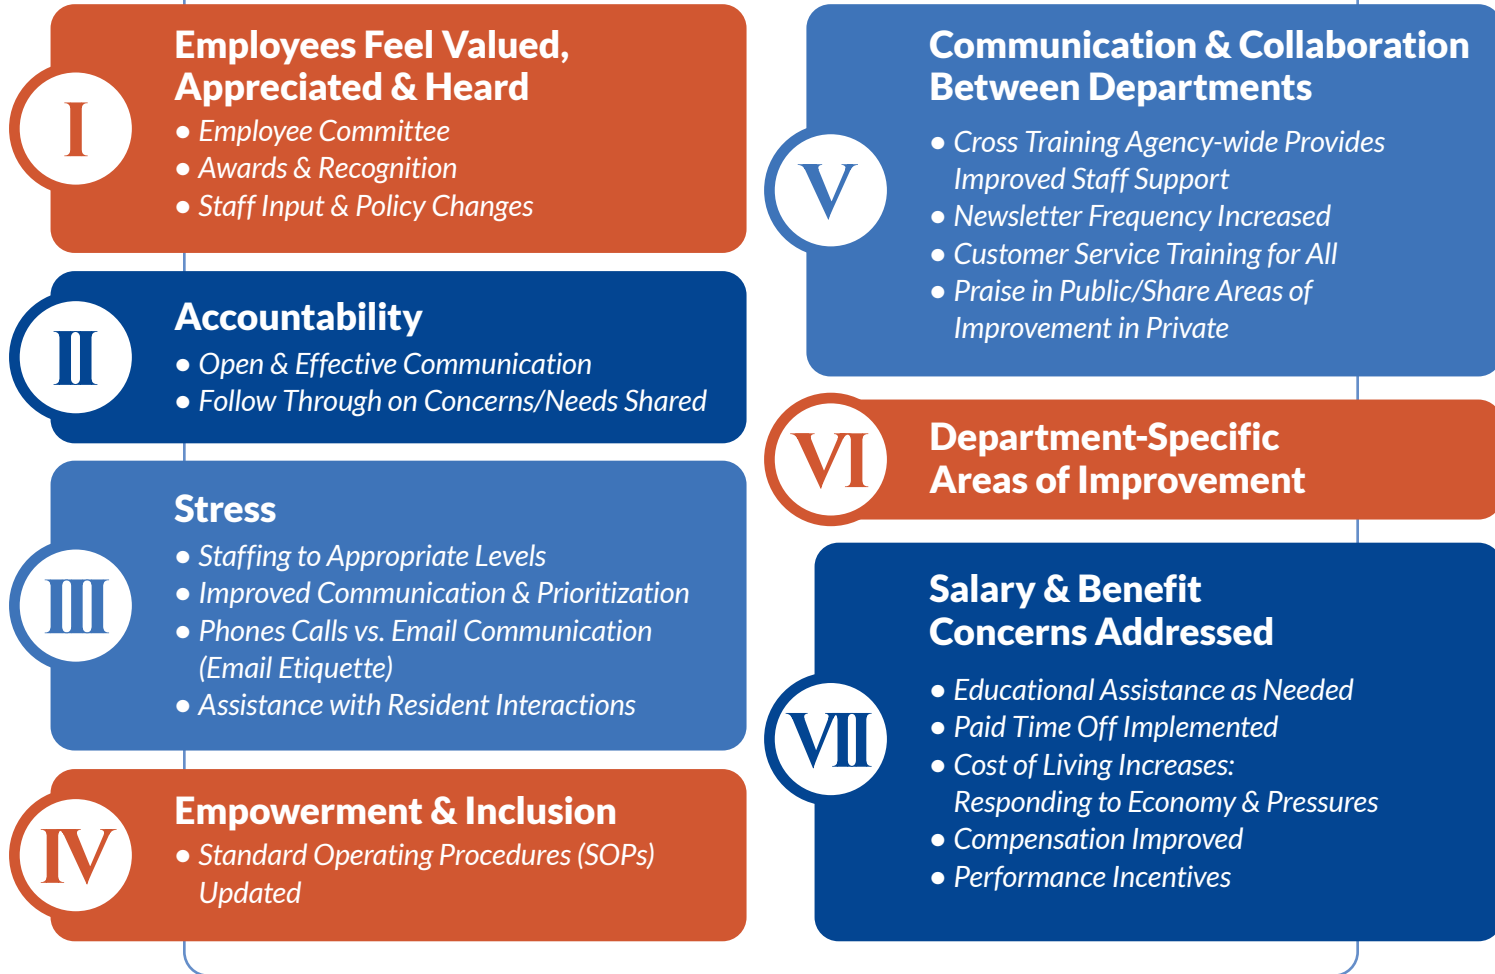 I
Employees Feel Valued,
Appreciated & Heard
● Employee Committee
● Awards & Recognition
● Staff Input & Policy Changes
II
Accountability
● Open & Effective Communication
● Follow Through on Concerns/Needs Shared
III
Stress
● Staffing to Appropriate Levels
● Improved Communication & Prioritization
● Phones Calls vs. Email Communication
(Email Etiquette)
● Assistance with Resident Interactions
IV
Empowerment & Inclusion
● Standard Operating Procedures (SOPs)
Updated
V
Communication & Collaboration
Between Departments
● Cross Training Agency-wide Provides
Improved Staff Support
● Newsletter Frequency Increased
● Customer Service Training for All
● Praise in Public/Share Areas of
Improvement in Private
VI
Department-Specific
Areas of Improvement
VII
Salary & Benefit
Concerns Addressed
● Educational Assistance as Needed
● Paid Time Off Implemented
● Cost of Living Increases:
Responding to Economy & Pressures
● Compensation Improved
● Performance Incentives